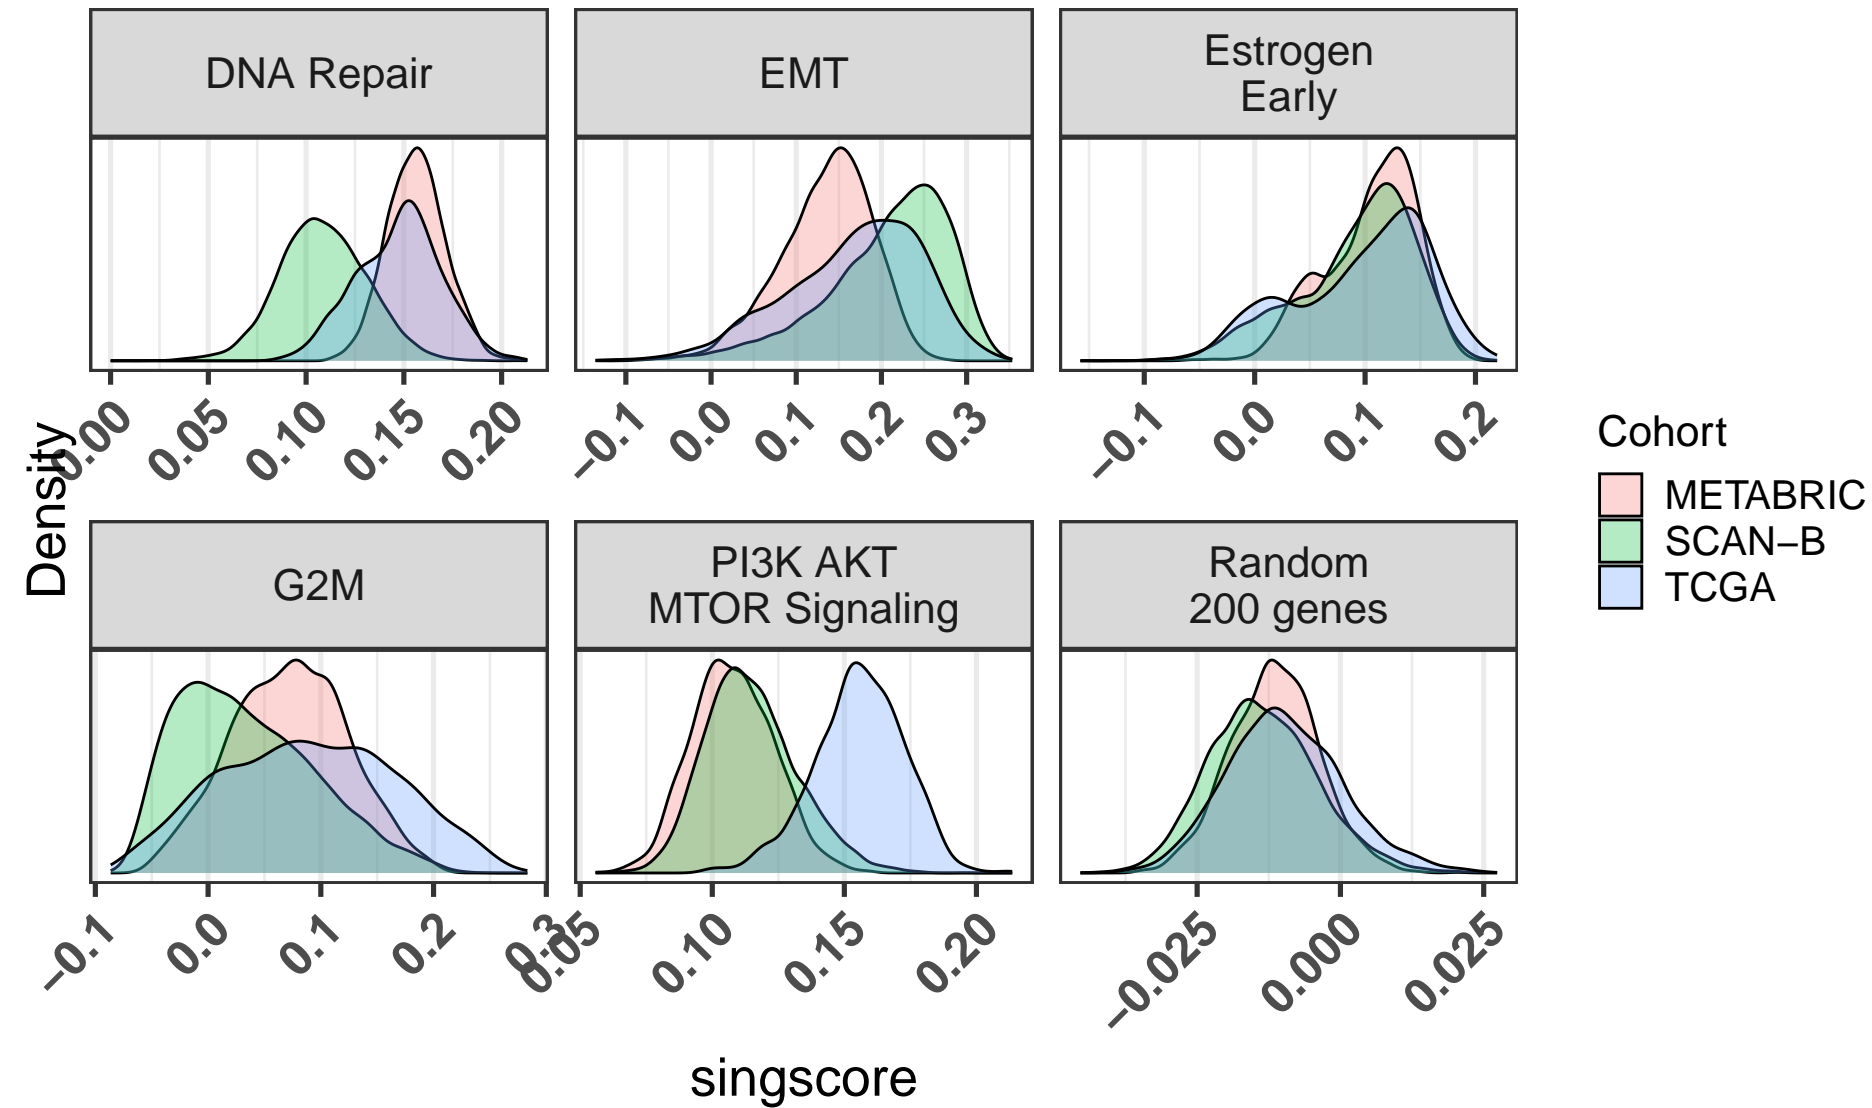 DNA Repair
EMT
Estrogen
Early
0.00 0.05 0.10 0.15 0.20
−0.1 0.0 0.1 0.2 0.3
−0.1 0.0 0.1 0.2
Density
G2M
PI3K AKT
MTOR Signaling
Random
200 genes
−0.1 0.0 0.1 0.2 0.3
0.05 0.10 0.15 0.20
−0.025 0.000 0.025
singscore
Cohort
METABRIC
SCAN−B
TCGA